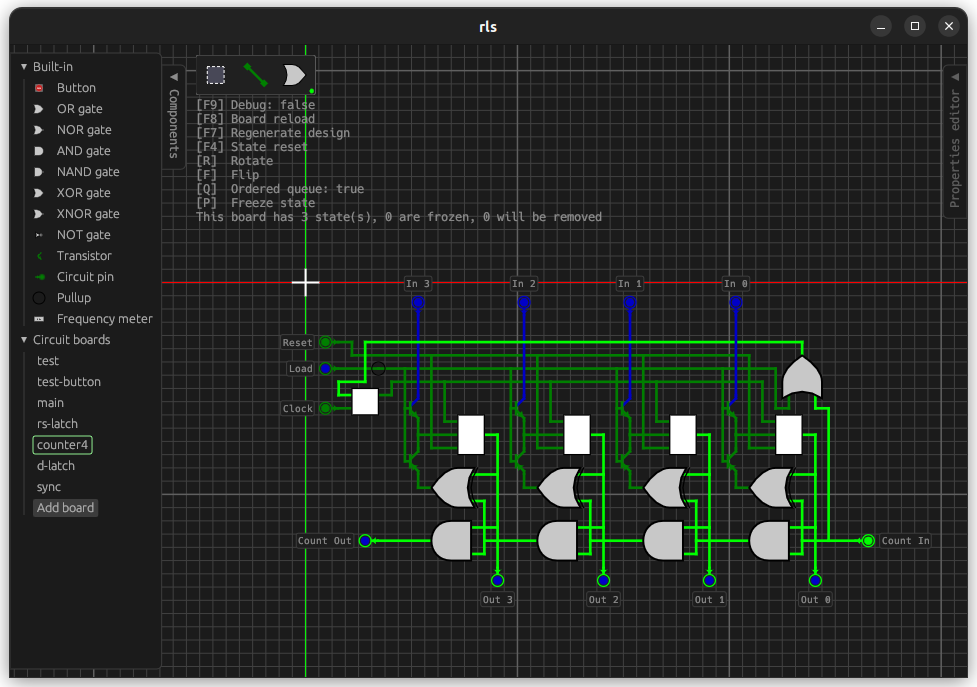 rls
Built-in
Button
OR gate
NOR gate
AND gate
NAND gate
XOR gate
XNOR gate
NOT gate
Transistor
Circuit pin
Pullup
Frequency meter
Circuit boards
test
test-button
main
rs-latch
counter4
d-latch
sync
Add board
Components
[F9] Debug: false
[F8] Board reload
[F7] Regenerate design
[F4] State reset
[R] Rotate
[F] Flip
[Q] Ordered queue: true
[P] Freeze state
This board has 3 state(s), 0 are frozen, 0 will be removed
Properties editor
In 3
In 2
In 1
In 0
Reset
Load
Clock
Count Out
Count In
Out 3
Out 2
Out 1
Out 0